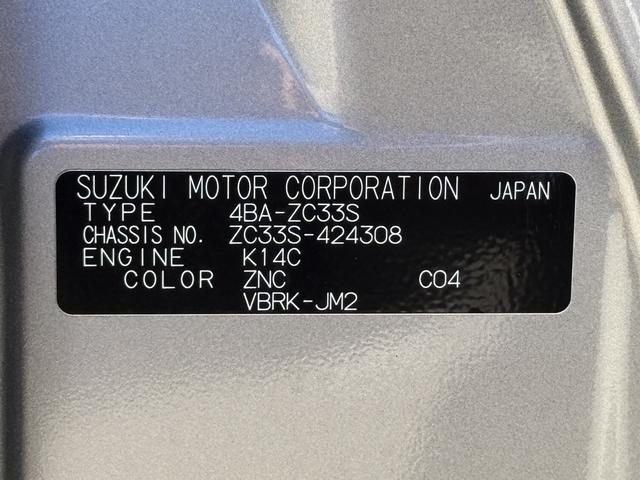 SUZUKI MOTOR CORPORATION JAPAN
TYPE 4BA-ZC33S
CHASSIS NO. ZC33S-424308
ENGINE K14C
COLOR ZNC C04
VBRK-JM2